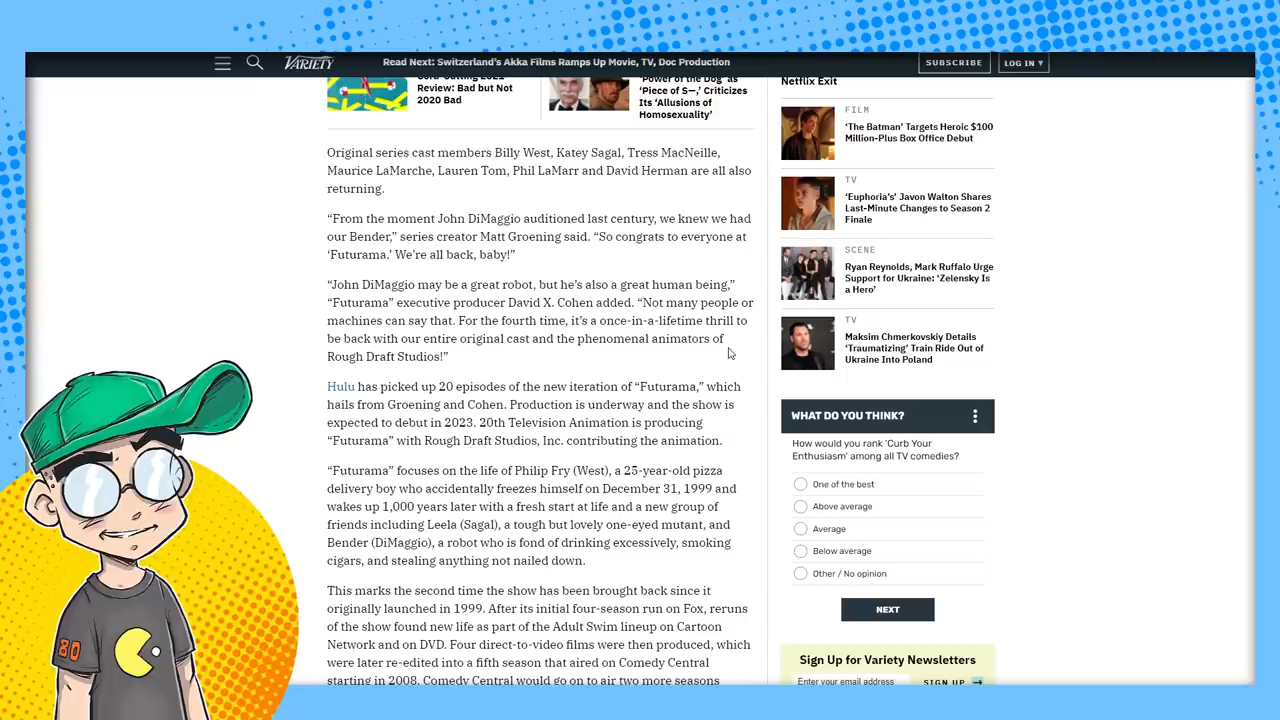 VARIETY
Read Next: Switzerland's Akka Films Ramps Up Movie, TV, Doc Production
SUBSCRIBE
LOG IN ▾
Cord-Cutting 2021
Review: Bad but Not
2020 Bad
'Power of the Dog' as
'Piece of S—,' Criticizes
Its 'Allusions of
Homosexuality'
Original series cast members Billy West, Katey Sagal, Tress MacNeille,
Maurice LaMarche, Lauren Tom, Phil LaMarr and David Herman are all also
returning.
“From the moment John DiMaggio auditioned last century, we knew we had
our Bender,” series creator Matt Groening said. “So congrats to everyone at
‘Futurama.’ We’re all back, baby!”
“John DiMaggio may be a great robot, but he’s also a great human being,”
“Futurama” executive producer David X. Cohen added. “Not many people or
machines can say that. For the fourth time, it’s a once-in-a-lifetime thrill to
be back with our entire original cast and the phenomenal animators of
Rough Draft Studios!”
Hulu has picked up 20 episodes of the new iteration of “Futurama,” which
hails from Groening and Cohen. Production is underway and the show is
expected to debut in 2023. 20th Television Animation is producing
“Futurama” with Rough Draft Studios, Inc. contributing the animation.
“Futurama” focuses on the life of Philip Fry (West), a 25-year-old pizza
delivery boy who accidentally freezes himself on December 31, 1999 and
wakes up 1,000 years later with a fresh start at life and a new group of
friends including Leela (Sagal), a tough but lovely one-eyed mutant, and
Bender (DiMaggio), a robot who is fond of drinking excessively, smoking
cigars, and stealing anything not nailed down.
This marks the second time the show has been brought back since it
originally launched in 1999. After its initial four-season run on Fox, reruns
of the show found new life as part of the Adult Swim lineup on Cartoon
Network and on DVD. Four direct-to-video films were then produced, which
were later re-edited into a fifth season that aired on Comedy Central
starting in 2008. Comedy Central would go on to air two more seasons
Netflix Exit
FILM
‘The Batman’ Targets Heroic $100
Million-Plus Box Office Debut
TV
‘Euphoria’s’ Javon Walton Shares
Last-Minute Changes to Season 2
Finale
SCENE
Ryan Reynolds, Mark Ruffalo Urge
Support for Ukraine: ‘Zelensky Is
a Hero’
TV
Maksim Chmerkovskiy Details
‘Traumatizing’ Train Ride Out of
Ukraine Into Poland
WHAT DO YOU THINK?
How would you rank 'Curb Your
Enthusiasm' among all TV comedies?
One of the best
Above average
Average
Below average
Other / No opinion
NEXT
Sign Up for Variety Newsletters
Enter your email address
SIGN UP →
80